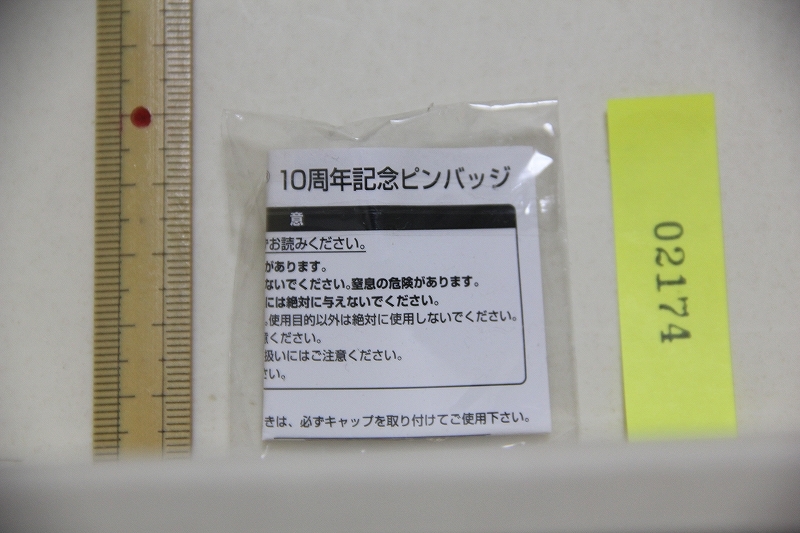 10周年記念ピンバッジ
意
お読みください。
があります。
ないでください。窒息の危険があります。
には絶対に与えないでください。
使用目的以外は絶対に使用しないでください。
ください。
扱いにはご注意ください。
さい。
きは、必ずキャップを取り付けてご使用下さい。
02174